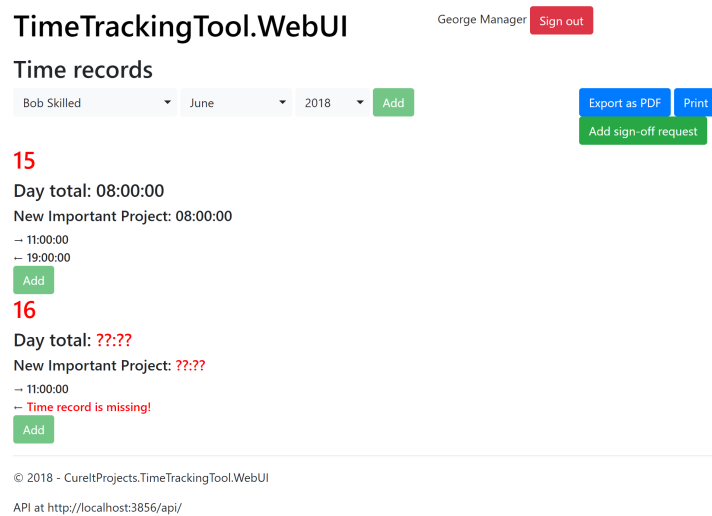 TimeTrackingTool.WebUI
George Manager Sign out
Time records
Bob Skilled June 2018 Add Export as PDF Print
Add sign-off request
15
Day total: 08:00:00
New Important Project: 08:00:00
→ 11:00:00
← 19:00:00
Add
16
Day total: ??:??
New Important Project: ??:??
→ 11:00:00
← Time record is missing!
Add
© 2018 - CureItProjects.TimeTrackingTool.WebUI
API at http://localhost:3856/api/